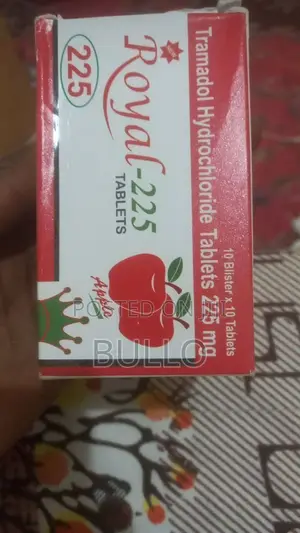 Tramadol Hydrochloride Tablets 225 mg
10 Blister x 10 Tablets
225
Royal-225
TABLETS
Apple
POSTED ON
BULLO